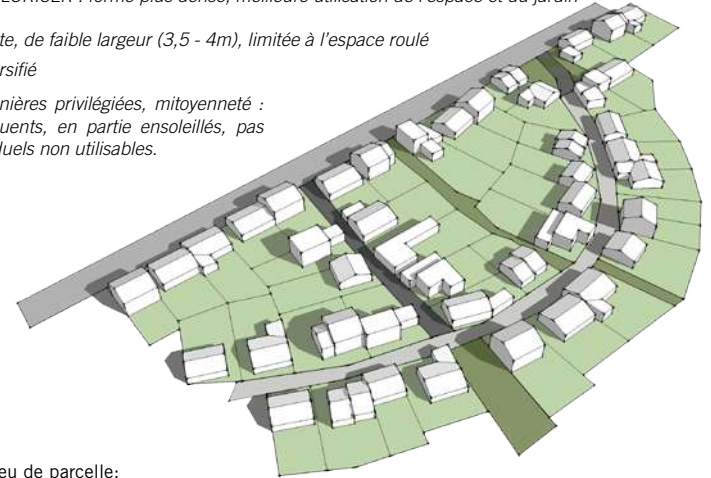 forme plus dense, meilleure utilisation de l'espace et du jardin
te, de faible largeur (3,5 - 4m), limitée à l'espace roulé
rsifié
nières privilégiées, mitoyenneté :
uents, en partie ensoleillés, pas
duels non utilisables.
eu de parcelle: